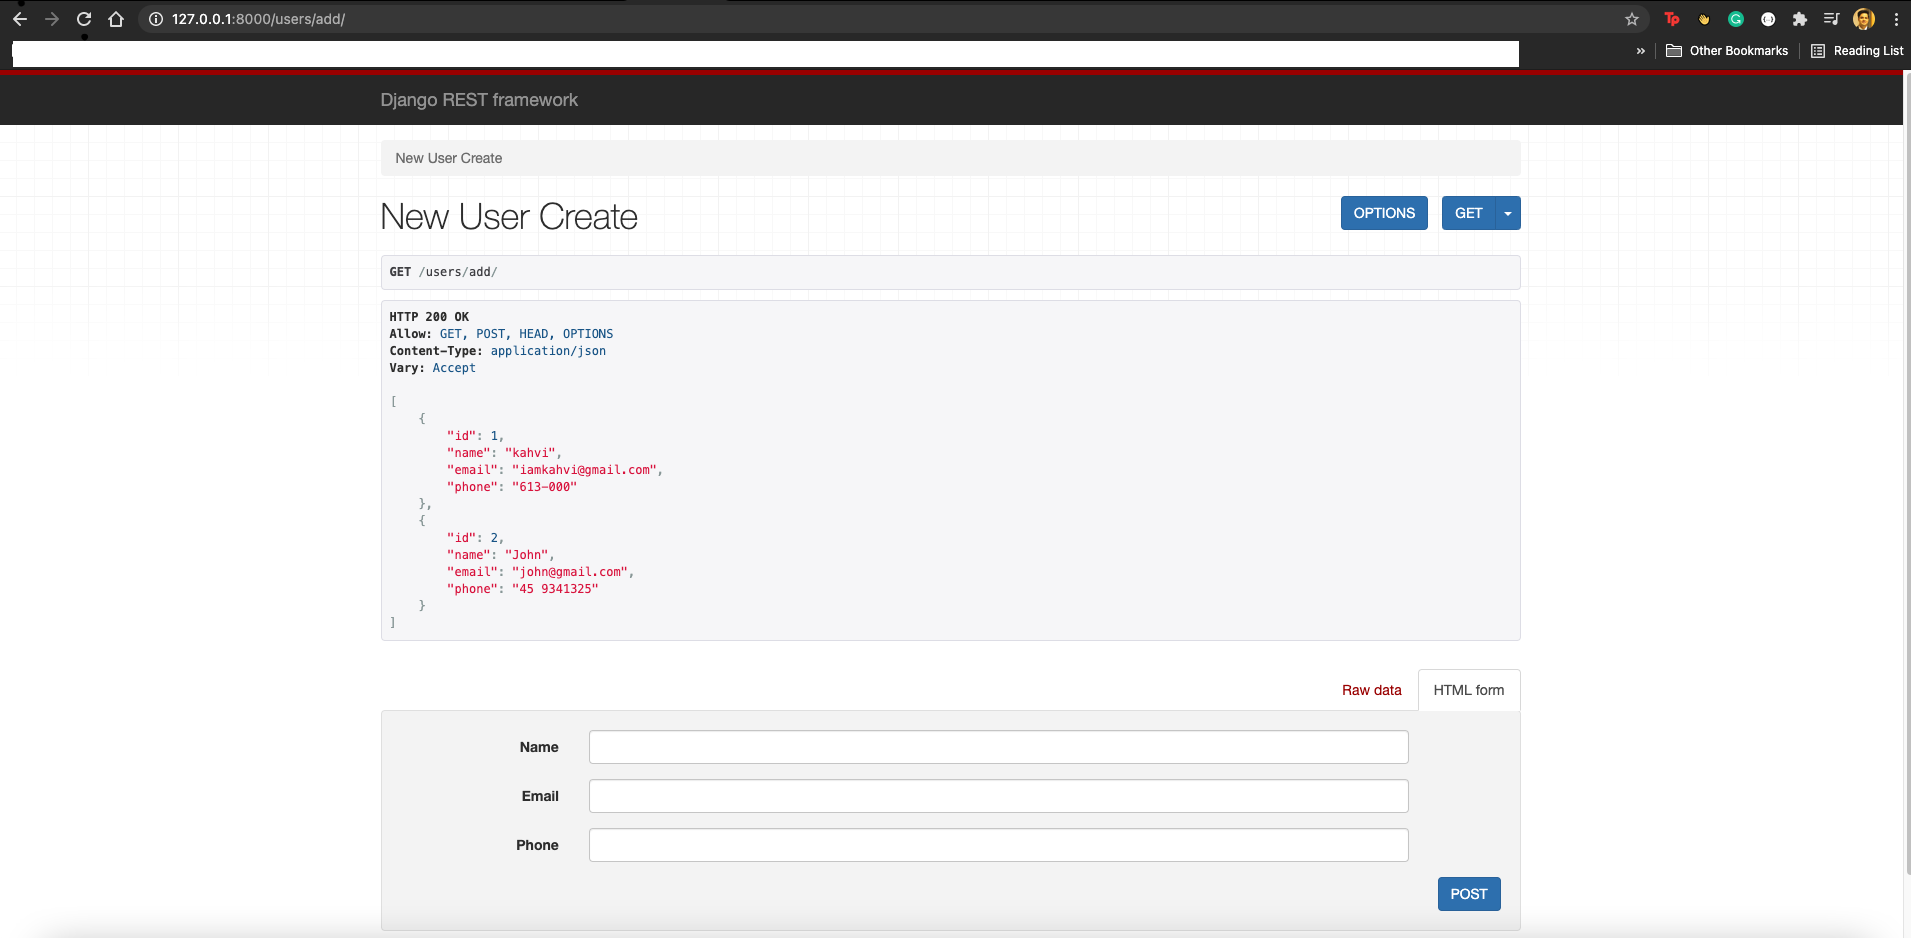 127.0.0.1:8000/users/add/
Tp
G
» Other Bookmarks Reading List
Django REST framework
New User Create
New User Create
OPTIONS GET
GET /users/add/
HTTP 200 OK
Allow: GET, POST, HEAD, OPTIONS
Content-Type: application/json
Vary: Accept
[
    {
        "id": 1,
        "name": "kahvi",
        "email": "iamkahvi@gmail.com",
        "phone": "613-000"
    },
    {
        "id": 2,
        "name": "John",
        "email": "john@gmail.com",
        "phone": "45 9341325"
    }
]
Raw data HTML form
Name
Email
Phone
POST